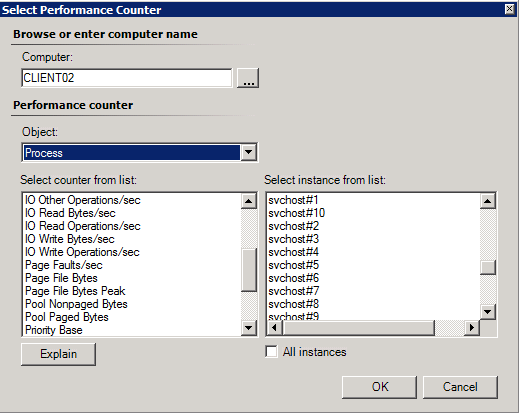 Select Performance Counter
Browse or enter computer name
Computer:
CLIENT02
...
Performance counter
Object:
Process
Select counter from list:
IO Other Operations/sec
IO Read Bytes/sec
IO Read Operations/sec
IO Write Bytes/sec
IO Write Operations/sec
Page Faults/sec
Page File Bytes
Page File Bytes Peak
Pool Nonpaged Bytes
Pool Paged Bytes
Priority Base
Select instance from list:
svchost#1
svchost#10
svchost#2
svchost#3
svchost#4
svchost#5
svchost#6
svchost#7
svchost#8
svchost#9
Explain
All instances
OK
Cancel